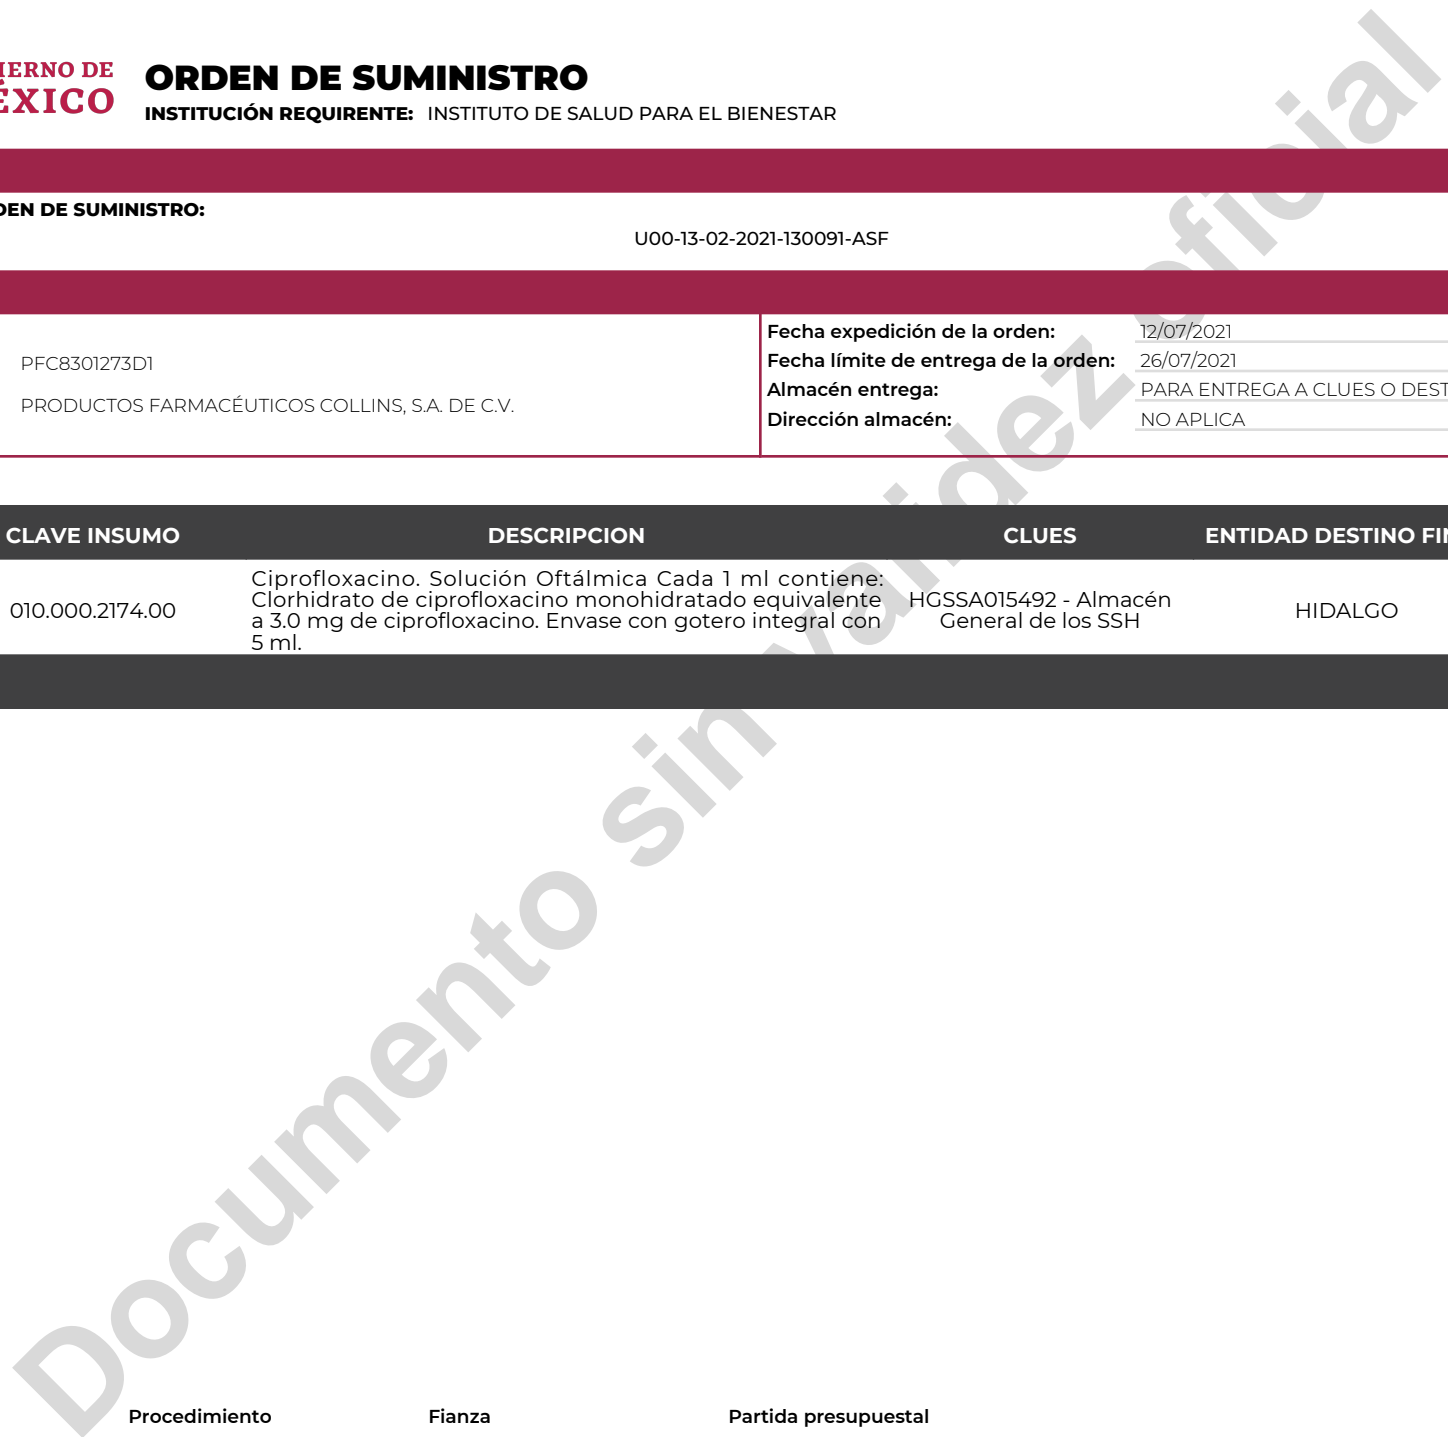 IERNO DE
ÉXICO
ORDEN DE SUMINISTRO
INSTITUCIÓN REQUIRENTE: INSTITUTO DE SALUD PARA EL BIENESTAR
DEN DE SUMINISTRO:
U00-13-02-2021-130091-ASF
PFC8301273D1
PRODUCTOS FARMACÉUTICOS COLLINS, S.A. DE C.V.
Fecha expedición de la orden: 12/07/2021
Fecha límite de entrega de la orden: 26/07/2021
Almacén entrega: PARA ENTREGA A CLUES O DEST
Dirección almacén: NO APLICA
CLAVE INSUMO DESCRIPCION CLUES ENTIDAD DESTINO FIN
010.000.2174.00
Ciprofloxacino. Solución Oftálmica Cada 1 ml contiene:
Clorhidrato de ciprofloxacino monohidratado equivalente
a 3.0 mg de ciprofloxacino. Envase con gotero integral con
5 ml.
HGSSA015492 - Almacén
General de los SSH
HIDALGO
Documento sin validez oficial
Procedimiento Fianza Partida presupuestal